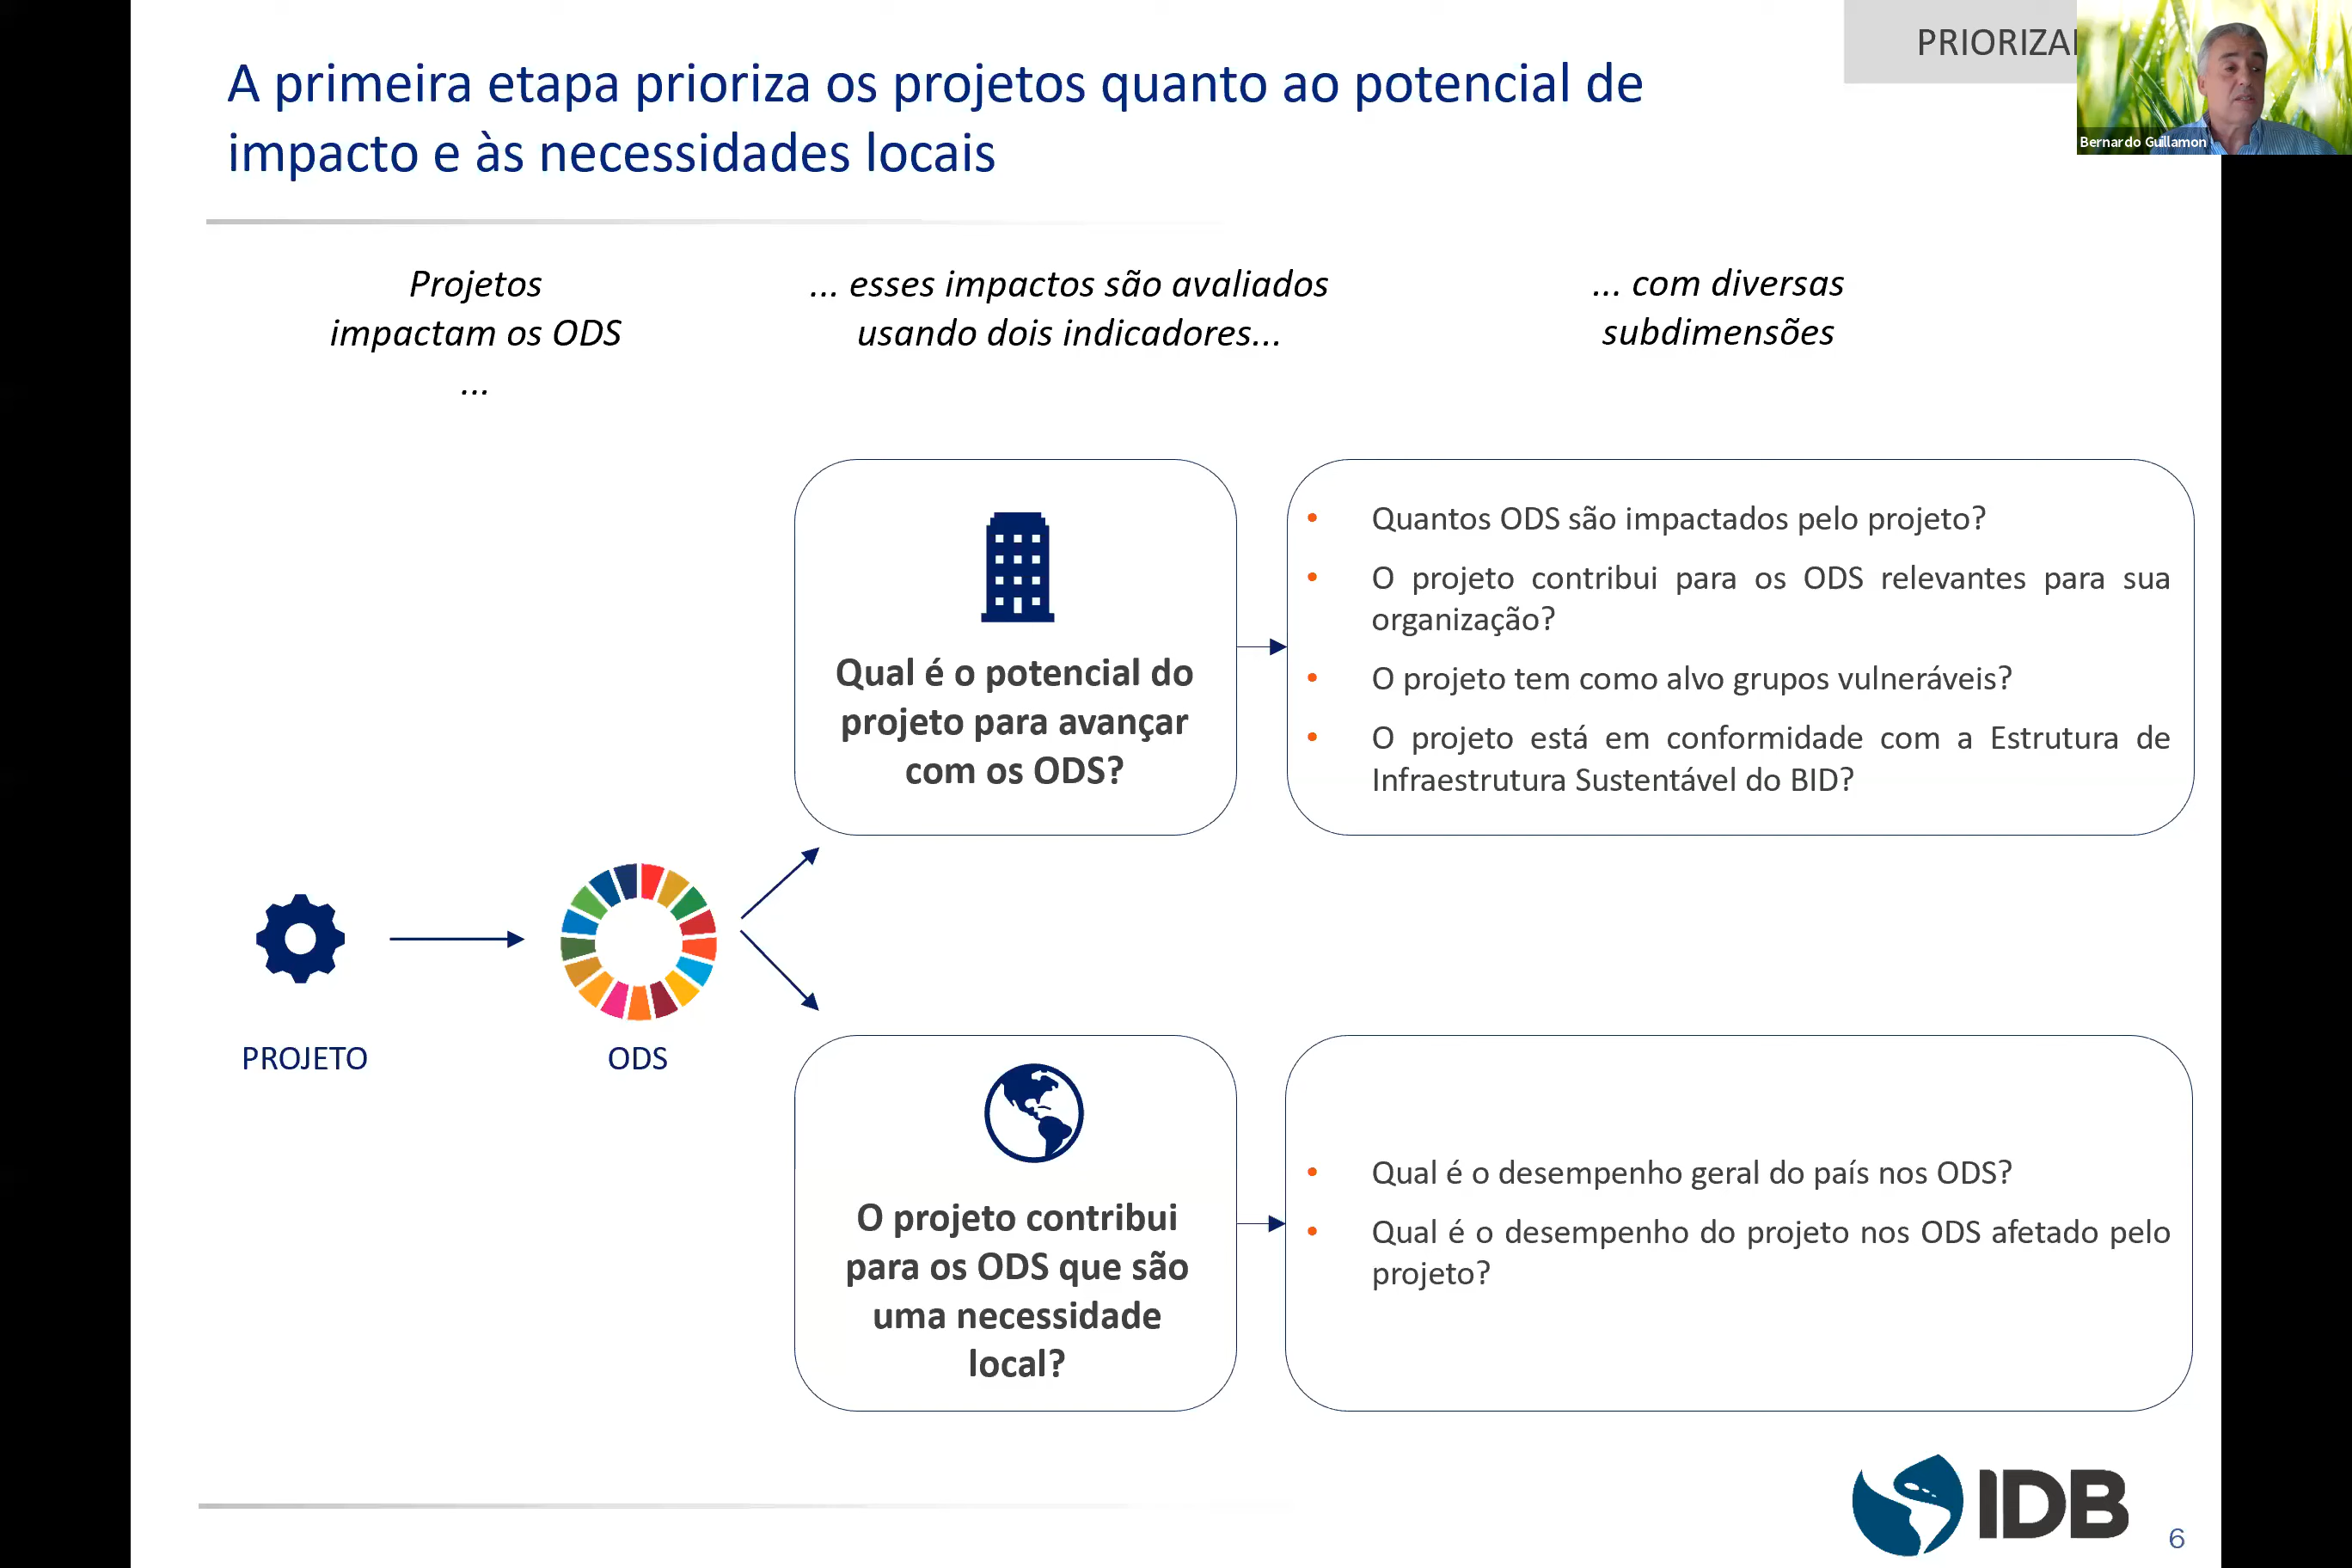 PRIORIZA
Bernardo Guillamon
A primeira etapa prioriza os projetos quanto ao potencial de
impacto e às necessidades locais
Projetos
impactam os ODS
...
... esses impactos são avaliados
usando dois indicadores...
... com diversas
subdimensões
Qual é o potencial do
projeto para avançar
com os ODS?
• Quantos ODS são impactados pelo projeto?
• O projeto contribui para os ODS relevantes para sua
organização?
• O projeto tem como alvo grupos vulneráveis?
• O projeto está em conformidade com a Estrutura de
Infraestrutura Sustentável do BID?
PROJETO
ODS
O projeto contribui
para os ODS que são
uma necessidade
local?
• Qual é o desempenho geral do país nos ODS?
• Qual é o desempenho do projeto nos ODS afetado pelo
projeto?
IDB
6